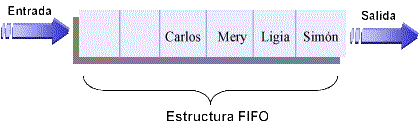 Entrada
Salida
Carlos Mery Ligia Simón
Estructura FIFO